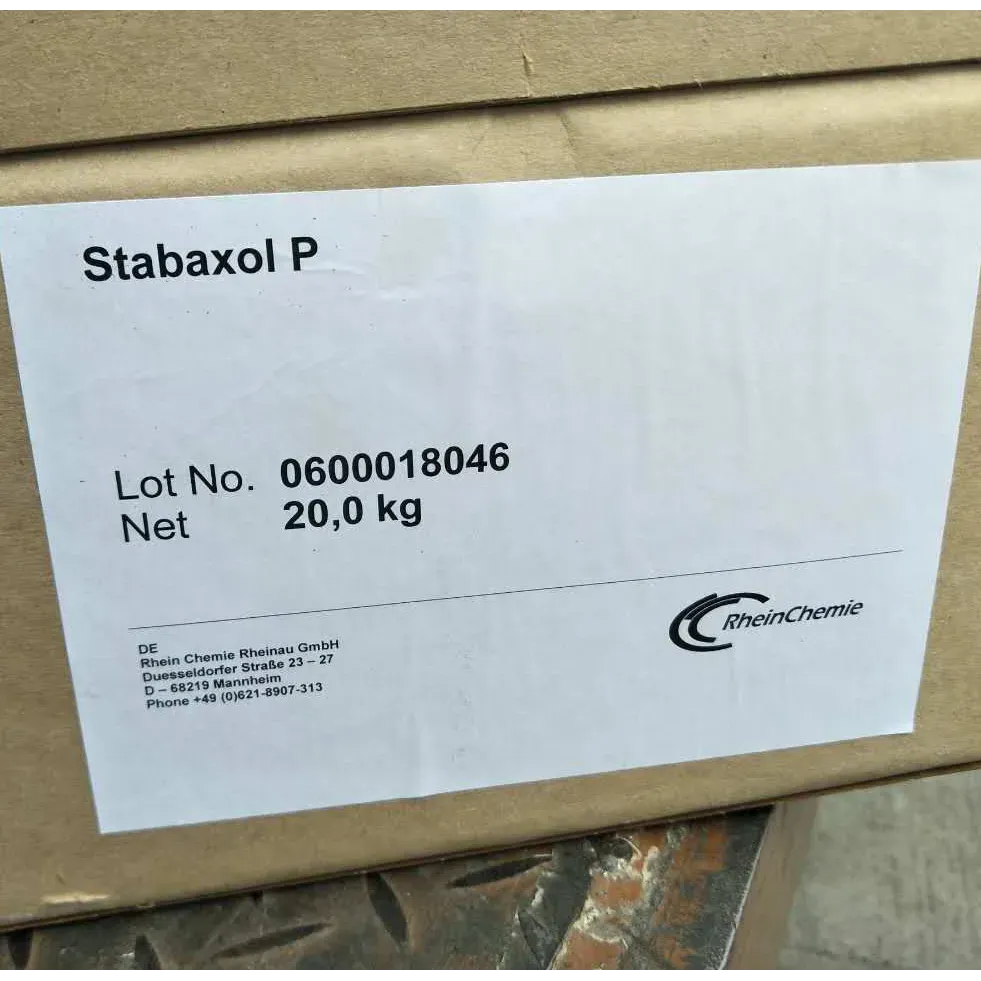 Stabaxol P
Lot No. 0600018046
Net 20,0 kg
DE
Rhein Chemie Rheinau GmbH
Duesseldorfer Straße 23 – 27
D – 68219 Mannheim
Phone +49 (0)621-8907-313
RheinChemie